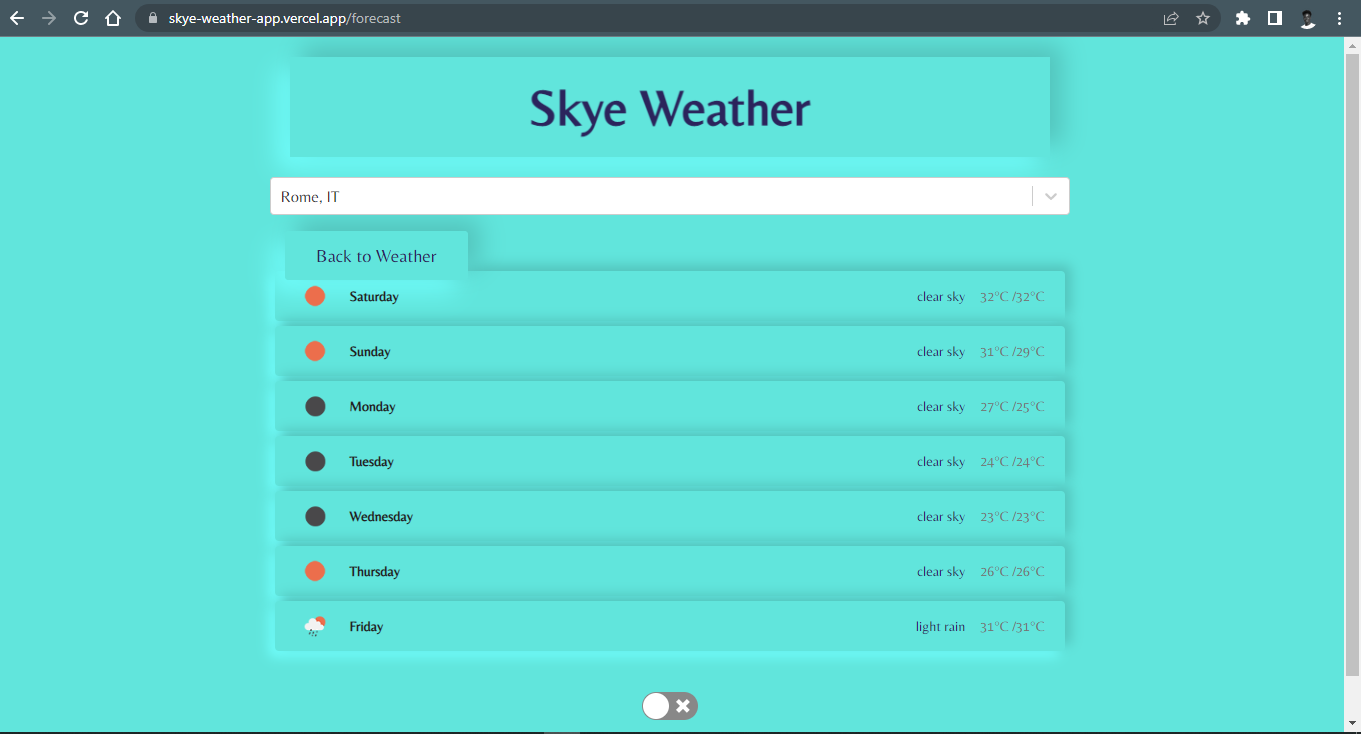 skye-weather-app.vercel.app/forecast
Skye Weather
Rome, IT
Back to Weather
Saturday clear sky 32°C /32°C
Sunday clear sky 31°C /29°C
Monday clear sky 27°C /25°C
Tuesday clear sky 24°C /24°C
Wednesday clear sky 23°C /23°C
Thursday clear sky 26°C /26°C
Friday light rain 31°C /31°C